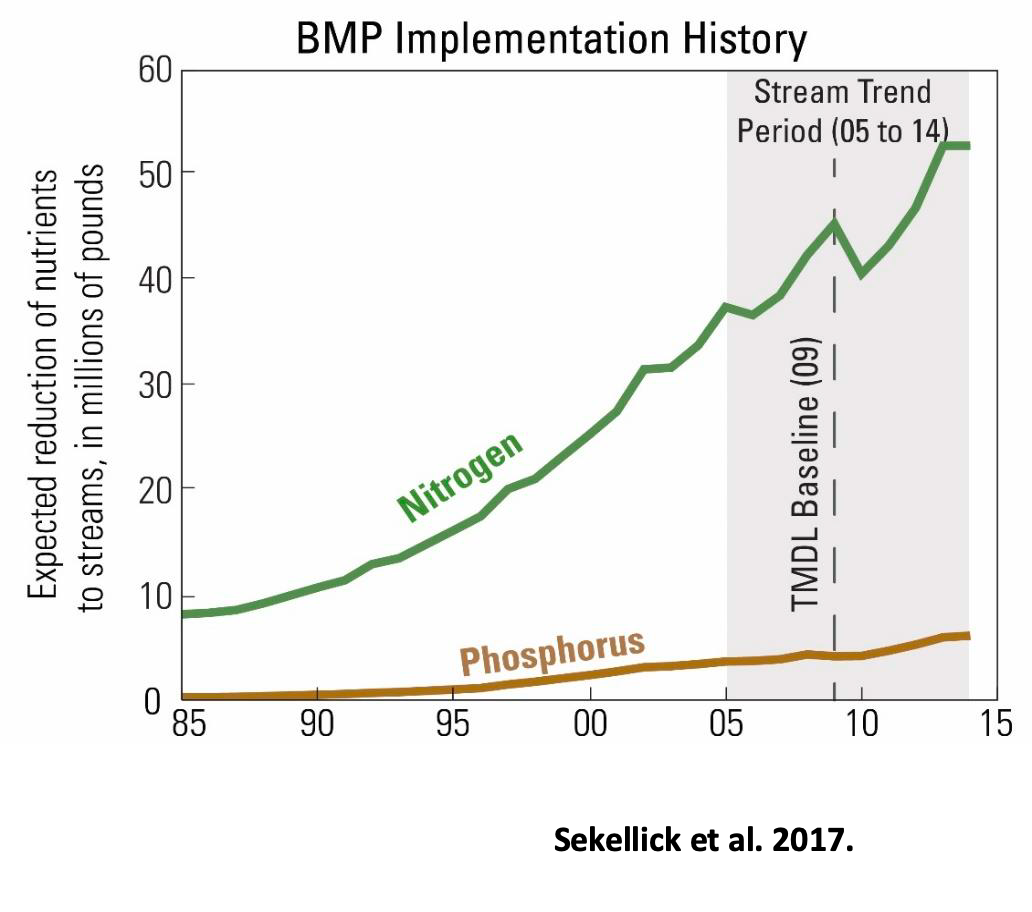 BMP Implementation History
60
50
40
30
20
10
0
Expected reduction of nutrients
to streams, in millions of pounds
Stream Trend
Period (05 to 14)
TMDL Baseline (09)
Nitrogen
Phosphorus
85 90 95 00 05 10 15
Sekellick et al. 2017.